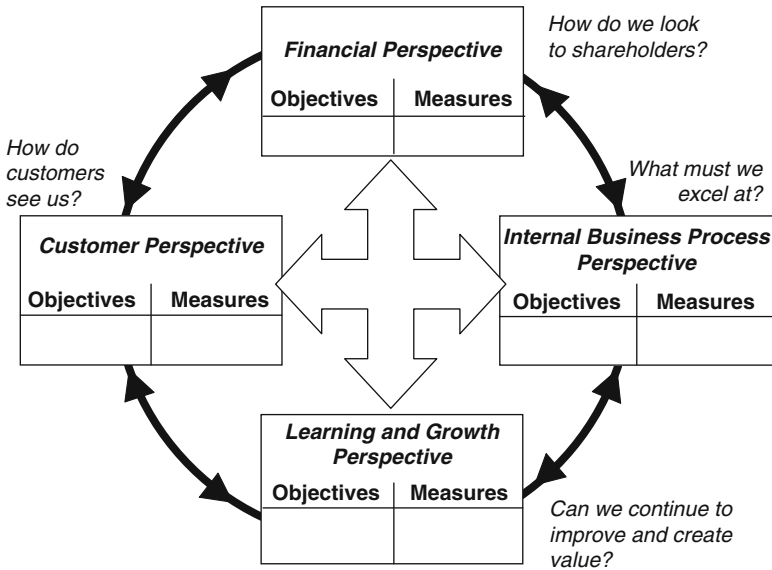 Financial Perspective
Objectives Measures
How do we look
to shareholders?
How do
customers
see us?
What must we
excel at?
Customer Perspective
Objectives Measures
Internal Business Process
Perspective
Objectives Measures
Learning and Growth
Perspective
Objectives Measures
Can we continue to
improve and create
value?